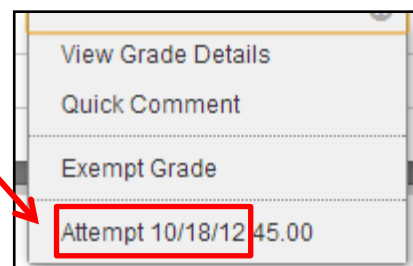 View Grade Details
Quick Comment
Exempt Grade
Attempt 10/18/12 45.00